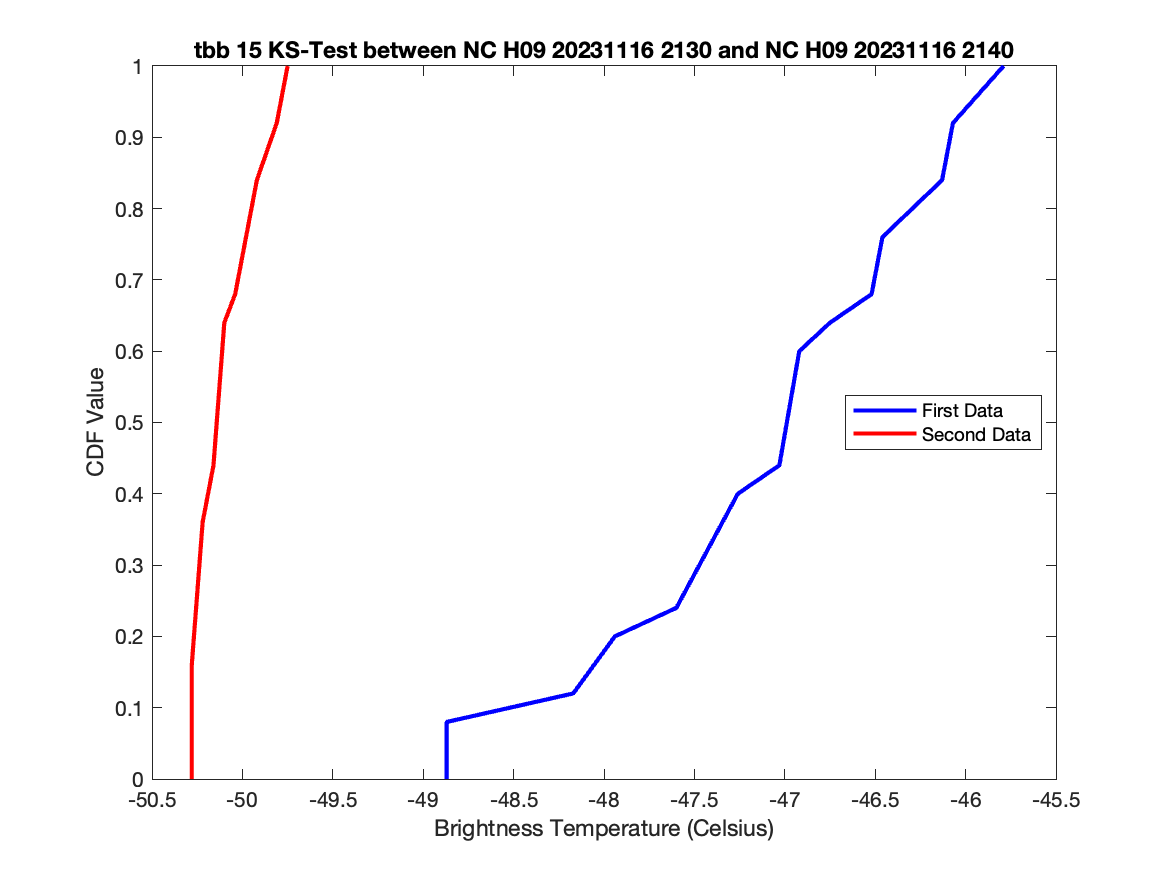 tbb 15 KS-Test between NC H09 20231116 2130 and NC H09 20231116 2140
1
0.9
0.8
0.7
0.6
0.5
0.4
0.3
0.2
0.1
0
CDF Value
First Data
Second Data
-50.5 -50 -49.5 -49 -48.5 -48 -47.5 -47 -46.5 -46 -45.5
Brightness Temperature (Celsius)